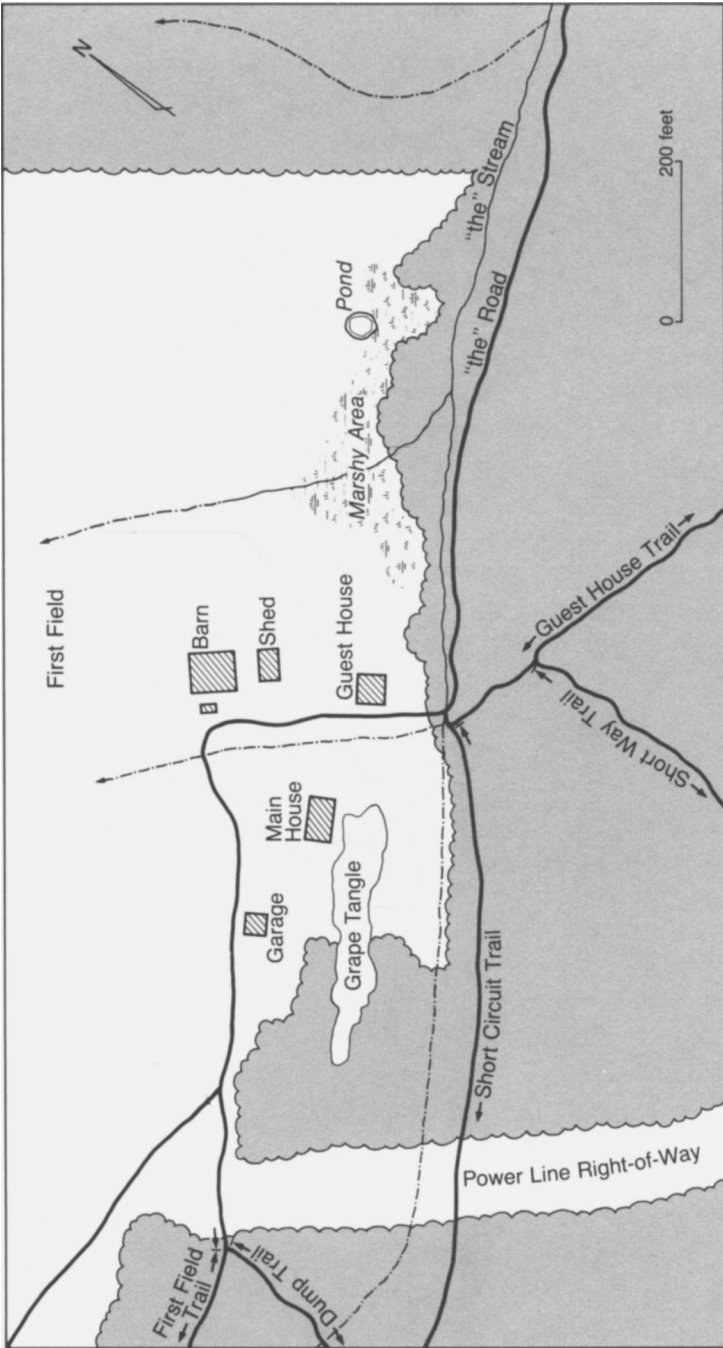 N
First Field
Barn
Shed
Guest House
Main
House
Garage
Grape Tangle
Marshy Area
Pond
"the" Stream
"the" Road
200 feet
0
Guest House Trail
Short Way Trail
Short Circuit Trail
Power Line Right-of-Way
First Field
Trail
Dump Trail